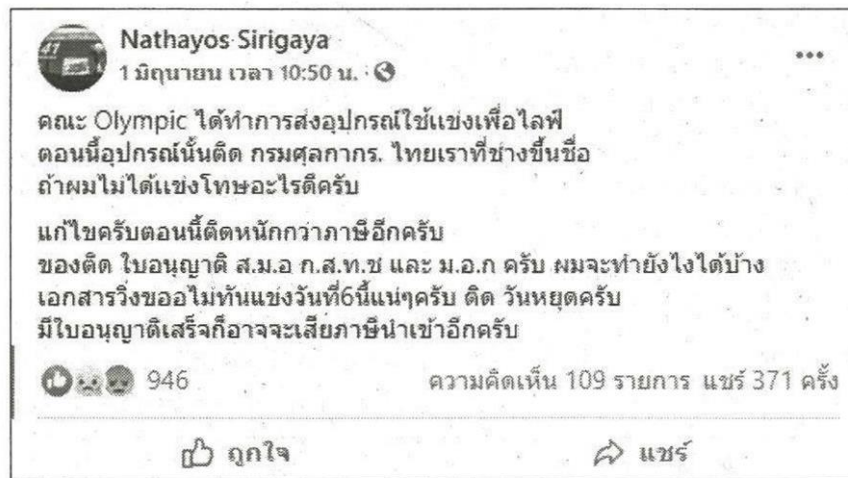 Nathayos Sirigaya
1 มิถุนายน เวลา 10:50 น. ·
คณะ Olympic ได้ทำการส่งอุปกรณ์ใช้แข่งเพื่อไลฟ์
ตอนนี้อุปกรณ์นั้นติด กรมศุลกากร. ไทยเราที่ช่างขึ้นชื่อ
ถ้าผมไม่ได้แข่งโทษอะไรดีครับ
แก้ไขครับตอนนี้ติดหนักกว่าภาษีอีกครับ
ของติด ใบอนุญาติ ส.ม.อ ก.ส.ท.ช และ ม.อ.ก ครับ ผมจะทำยังไงได้บ้าง
เอกสารวิ่งขออไม่ทันแข่งวันที่6นี้แน่ๆครับ ติด วันหยุดครับ
มีใบอนุญาติเสร็จก็อาจจะเสียภาษีนำเข้าอีกครับ
946
ความคิดเห็น 109 รายการ แชร์ 371 ครั้ง
ถูกใจ
แชร์